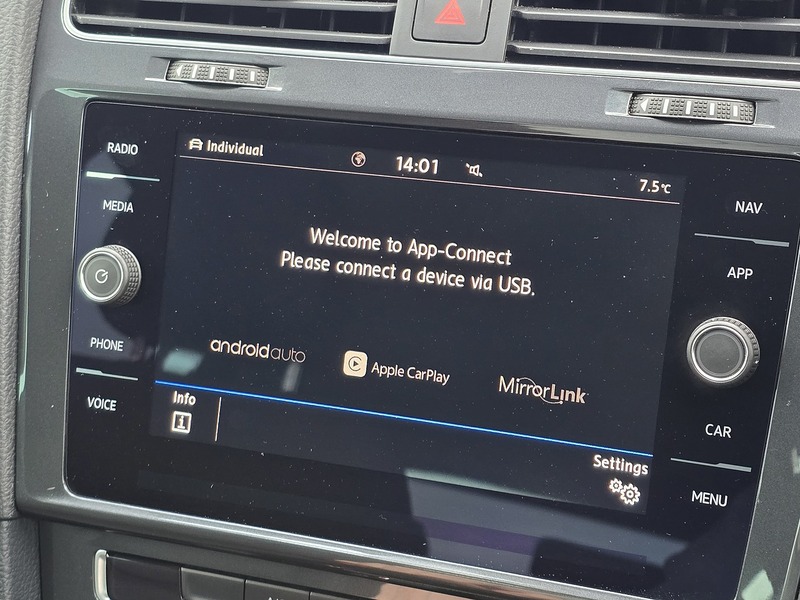 RADIO
MEDIA
PHONE
VOICE
Individual
14:01
7.5°C
Welcome to App-Connect
Please connect a device via USB.
androidauto
Apple CarPlay
MirrorLink
Info
i
Settings
NAV
APP
CAR
MENU